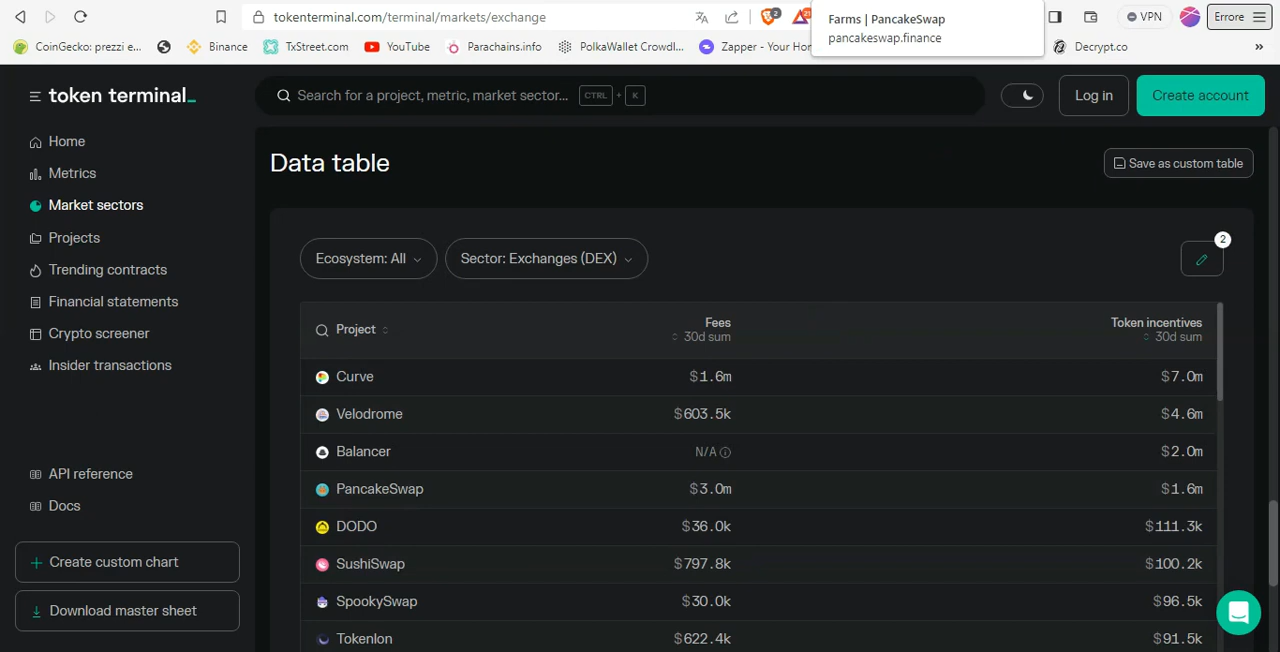 tokenterminal.com/terminal/markets/exchange
2
VPN
Errore
Farms | PancakeSwap
pancakeswap.finance
CoinGecko: prezzi e...
Binance
TxStreet.com
YouTube
Parachains.info
PolkaWallet Crowdl...
Zapper - Your Hom
Decrypt.co
»
token terminal_
Search for a project, metric, market sector...
CTRL + K
Log in
Create account
Home
Metrics
Market sectors
Projects
Trending contracts
Financial statements
Crypto screener
Insider transactions
API reference
Docs
+ Create custom chart
Download master sheet
Data table
Save as custom table
Ecosystem: All
Sector: Exchanges (DEX)
2
Project Fees Token incentives
30d sum 30d sum
Curve $1.6m $7.0m
Velodrome $603.5k $4.6m
Balancer N/A $2.0m
PancakeSwap $3.0m $1.6m
DODO $36.0k $111.3k
SushiSwap $797.8k $100.2k
SpookySwap $30.0k $96.5k
Tokenlon $622.4k $91.5k